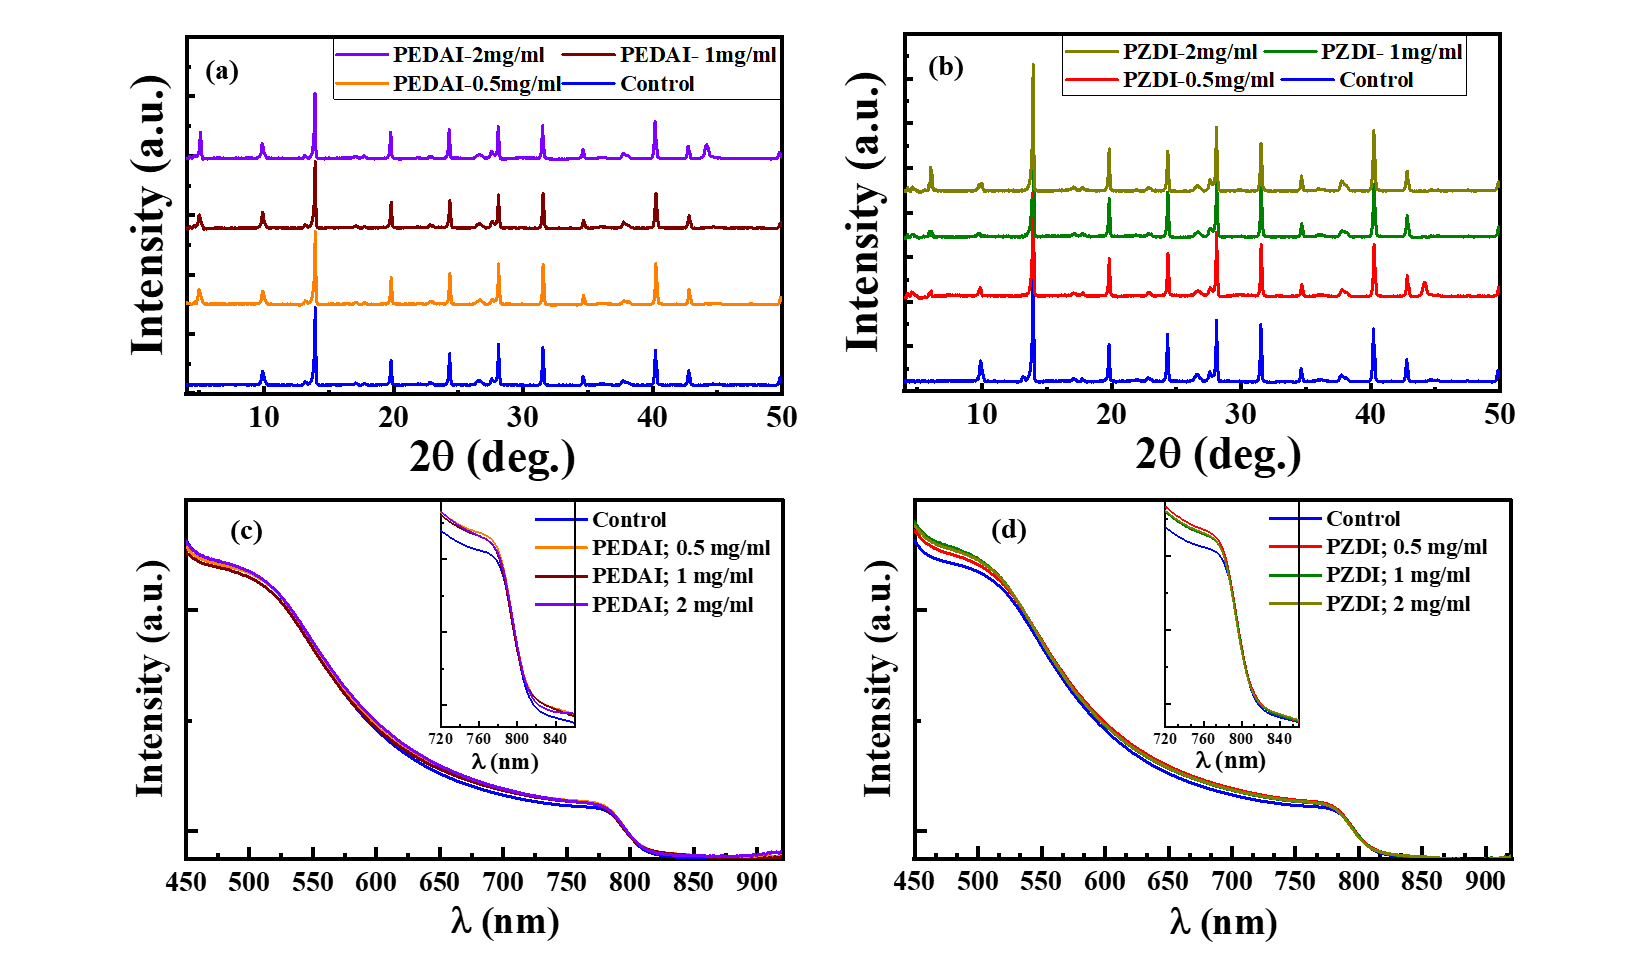 (a)
PEDAI-2mg/ml PEDAI- 1mg/ml
PEDAI-0.5mg/ml Control
Intensity (a.u.)
10 20 30 40 50
2θ (deg.)
(b)
PZDI-2mg/ml PZDI- 1mg/ml
PZDI-0.5mg/ml Control
Intensity (a.u.)
10 20 30 40 50
2θ (deg.)
(c)
Control
PEDAI; 0.5 mg/ml
PEDAI; 1 mg/ml
PEDAI; 2 mg/ml
720 760 800 840
λ (nm)
Intensity (a.u.)
450 500 550 600 650 700 750 800 850 900
λ (nm)
(d)
Control
PZDI; 0.5 mg/ml
PZDI; 1 mg/ml
PZDI; 2 mg/ml
720 760 800 840
λ (nm)
Intensity (a.u.)
450 500 550 600 650 700 750 800 850 900
λ (nm)